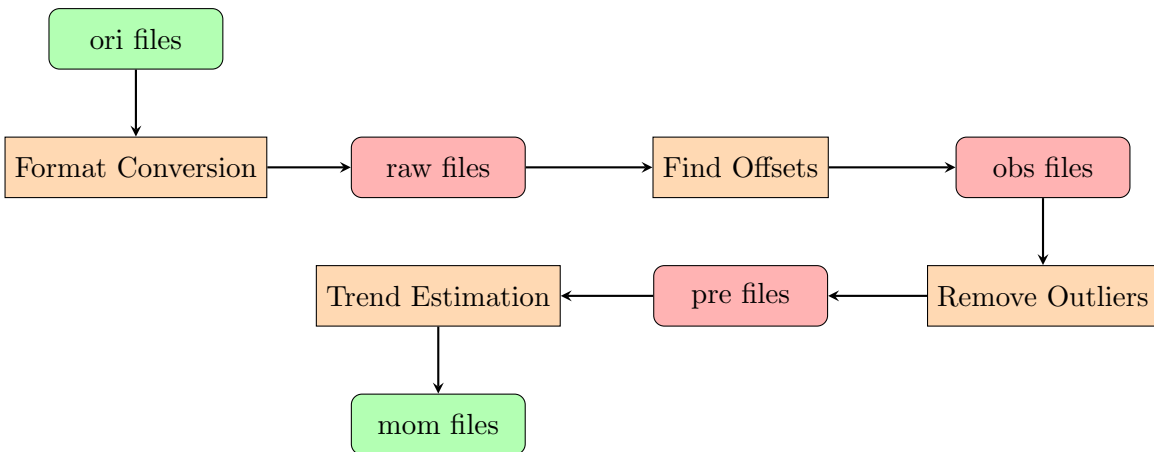 ori files
Format Conversion
raw files
Find Offsets
obs files
Trend Estimation
pre files
Remove Outliers
mom files